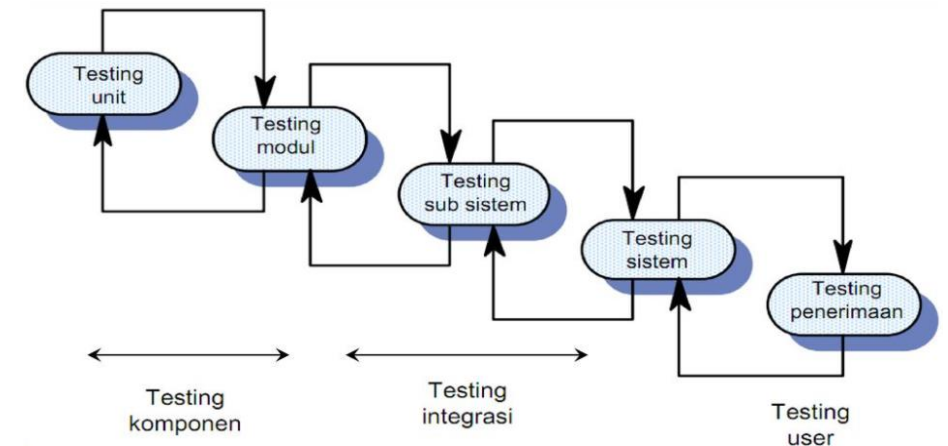 Testing
unit
Testing
modul
Testing
sub sistem
Testing
sistem
Testing
penerimaan
Testing
komponen
Testing
integrasi
Testing
user